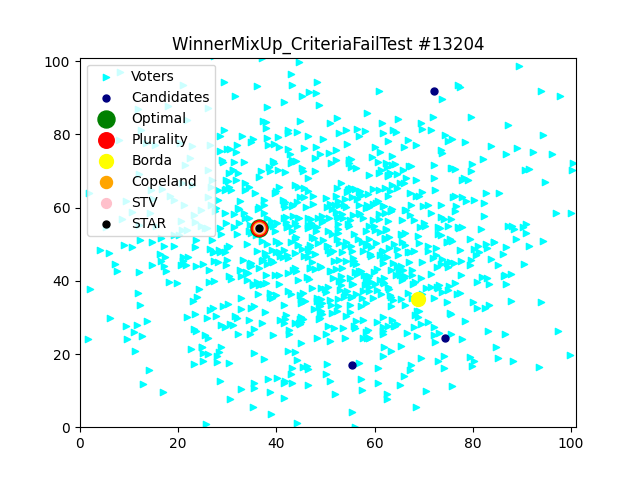 WinnerMixUp_CriteriaFailTest #13204
100
80
60
40
20
0
0 20 40 60 80 100
Voters
Candidates
Optimal
Plurality
Borda
Copeland
STV
STAR